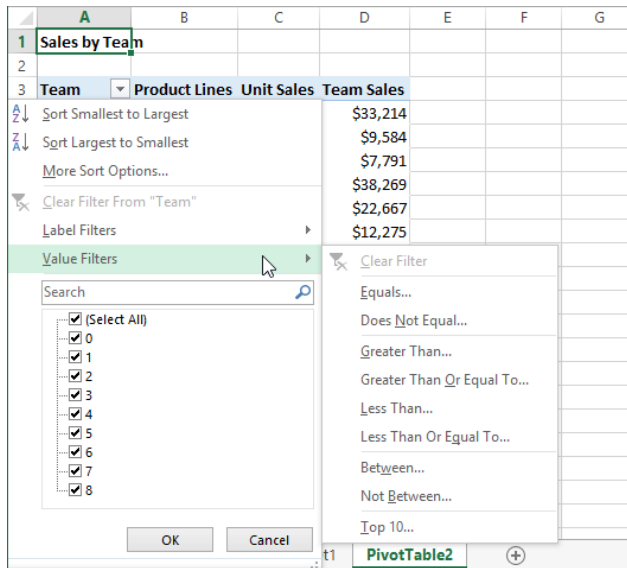 A B C D E F G
1 Sales by Team
2
3 Team Product Lines Unit Sales Team Sales
Sort Smallest to Largest $33,214
Sort Largest to Smallest $9,584
More Sort Options... $7,791
Clear Filter From "Team" $38,269
Label Filters $22,667
Value Filters $12,275
Search
(Select All)
0
1
2
3
4
5
6
7
8
OK Cancel
Clear Filter
Equals...
Does Not Equal...
Greater Than...
Greater Than Or Equal To...
Less Than...
Less Than Or Equal To...
Between...
Not Between...
Top 10...
t1 PivotTable2